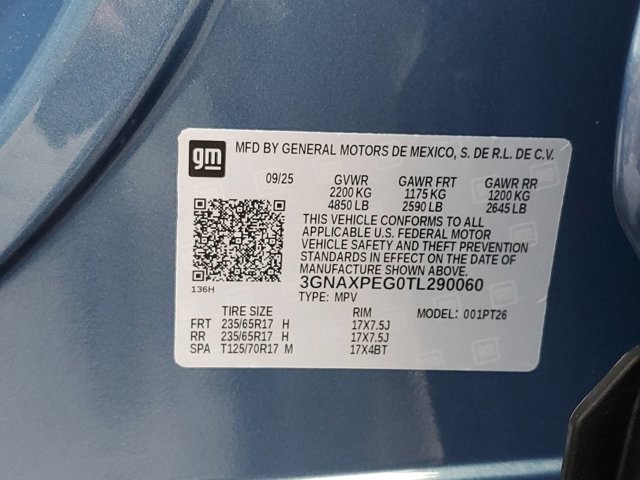 gm
MFD BY GENERAL MOTORS DE MEXICO, S. DE R.L. DE C.V.
09/25 GVWR GAWR FRT GAWR RR
2200 KG 1175 KG 1200 KG
4850 LB 2590 LB 2645 LB
THIS VEHICLE CONFORMS TO ALL
APPLICABLE U.S. FEDERAL MOTOR
VEHICLE SAFETY AND THEFT PREVENTION
STANDARDS IN EFFECT ON THE DATE OF
MANUFACTURE SHOWN ABOVE.
136H
3GNAXPEG0TL290060
TYPE: MPV
TIRE SIZE RIM MODEL: 001PT26
FRT 235/65R17 H 17X7.5J
RR 235/65R17 H 17X7.5J
SPA T125/70R17 M 17X4BT